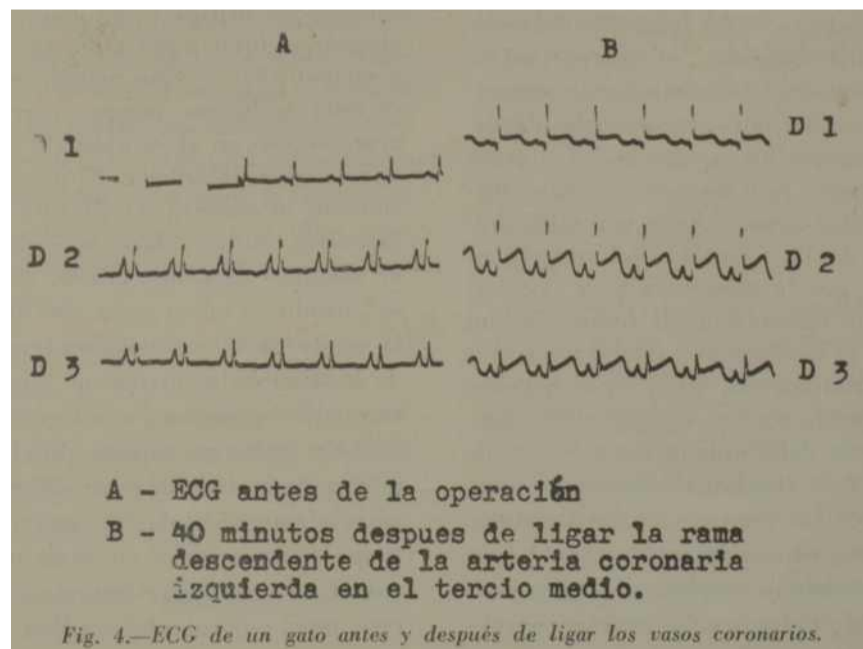 A B
1 D 1
D 2 D 2
D 3 D 3
A - ECG antes de la operación
B - 40 minutos despues de ligar la rama
descendente de la arteria coronaria
izquierda en el tercio medio.
Fig. 4.—ECG de un gato antes y después de ligar los vasos coronarios.